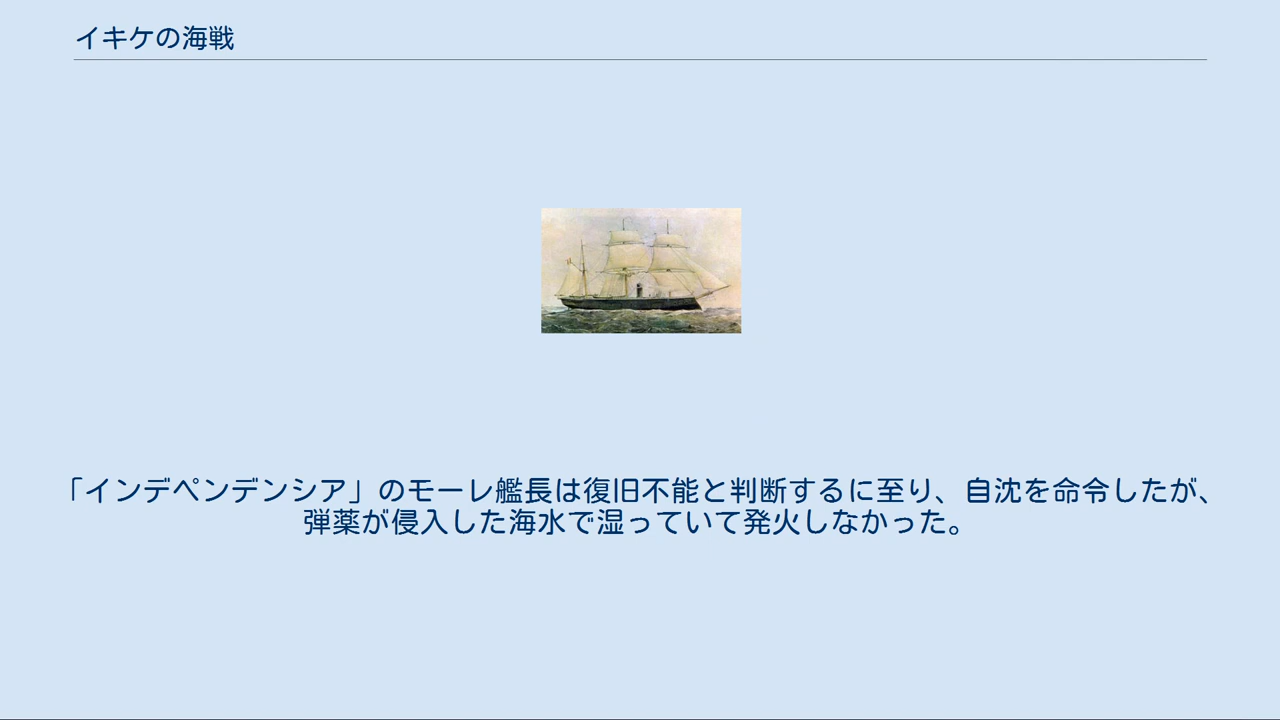 イキケの海戦
「インデペンデンシア」のモーレ艦長は復旧不能と判断するに至り、自沈を命令したが、
弾薬が侵入した海水で湿っていて発火しなかった。